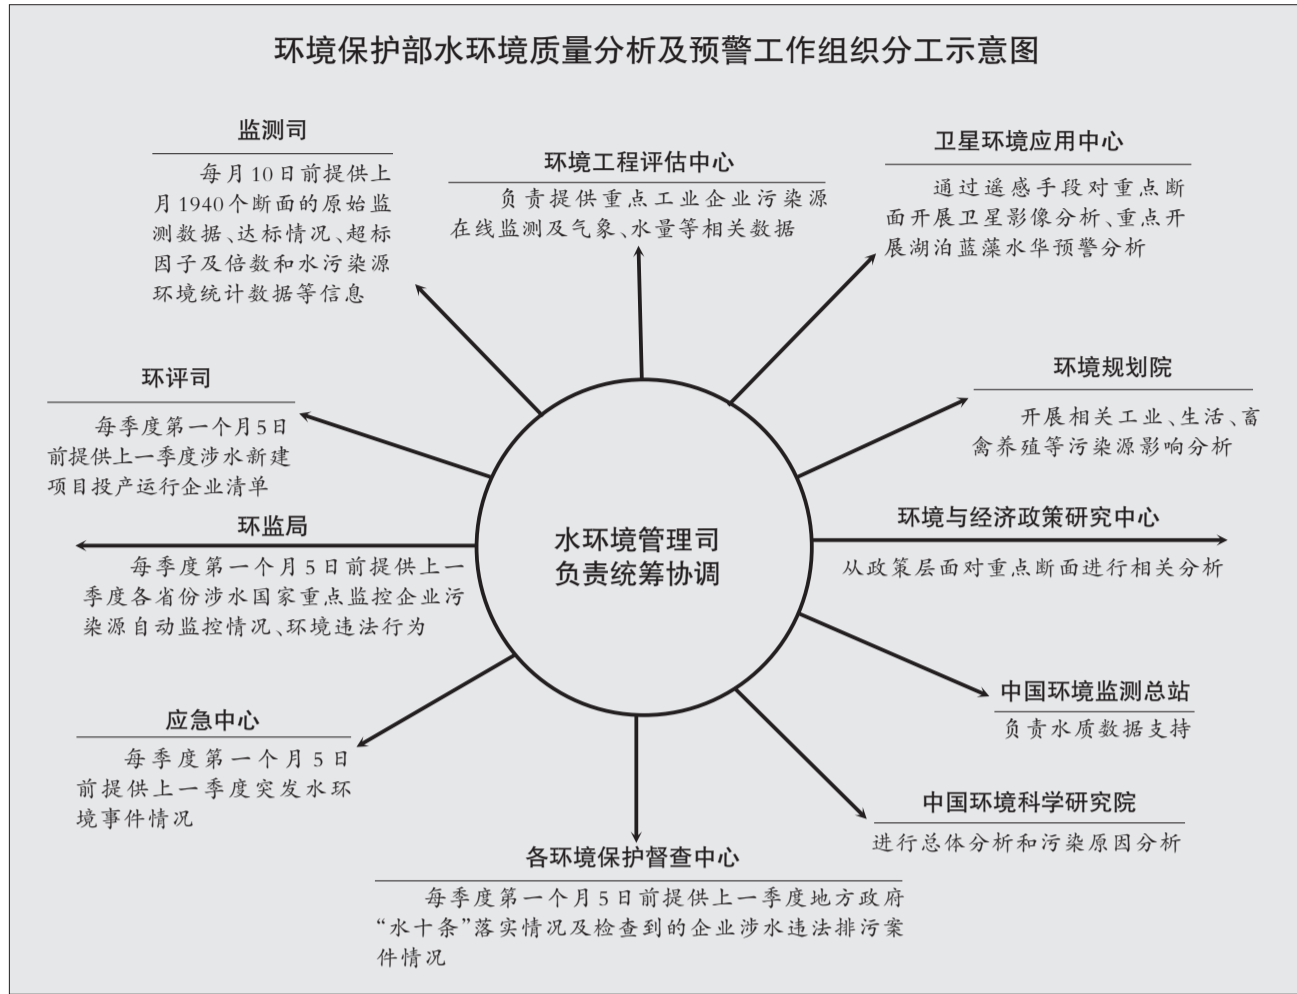 环境保护部水环境质量分析及预警工作组织分工示意图
监测司
每月10日前提供上
月1940个断面的原始监
测数据、达标情况、超标
因子及倍数和水污染源
环境统计数据等信息
环境工程评估中心
负责提供重点工业企业污染源
在线监测及气象、水量等相关数据
卫星环境应用中心
通过遥感手段对重点断
面开展卫星影像分析、重点开
展湖泊蓝藻水华预警分析
环评司
每季度第一个月5日
前提供上一季度涉水新建
项目投产运行企业清单
环境规划院
开展相关工业、生活、畜
禽养殖等污染源影响分析
环监局
每季度第一个月5日前提供上一
季度各省份涉水国家重点监控企业污
染源自动监控情况、环境违法行为
水环境管理司
负责统筹协调
环境与经济政策研究中心
从政策层面对重点断面进行相关分析
应急中心
每季度第一个月5日
前提供上一季度突发水环
境事件情况
中国环境监测总站
负责水质数据支持
中国环境科学研究院
进行总体分析和污染原因分析
各环境保护督查中心
每季度第一个月5日前提供上一季度地方政府
“水十条”落实情况及检查到的企业涉水违法排污案
件情况